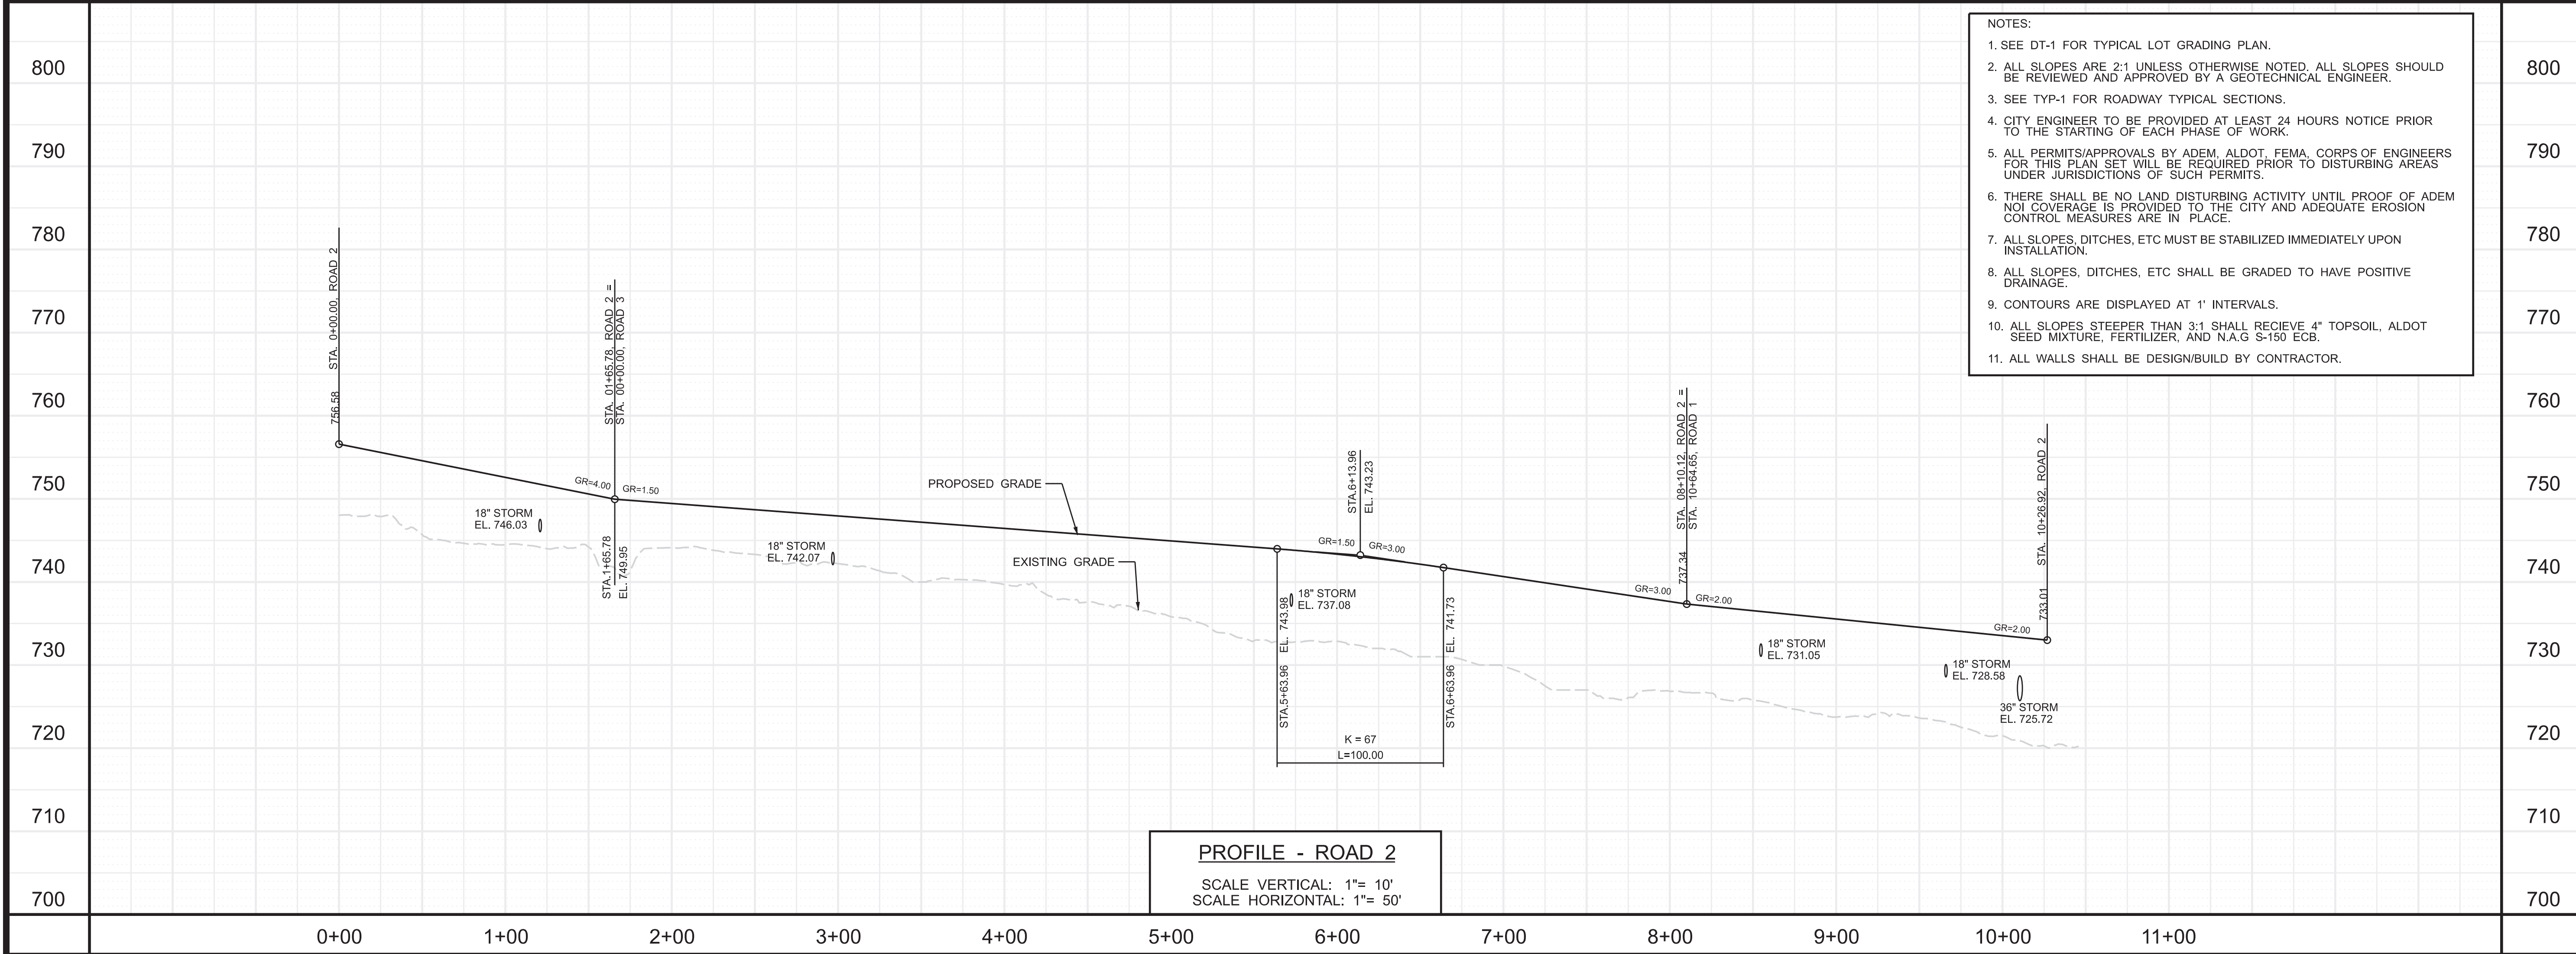 NOTES:
1. SEE DT-1 FOR TYPICAL LOT GRADING PLAN.
2. ALL SLOPES ARE 2:1 UNLESS OTHERWISE NOTED. ALL SLOPES SHOULD
BE REVIEWED AND APPROVED BY A GEOTECHNICAL ENGINEER.
3. SEE TYP-1 FOR ROADWAY TYPICAL SECTIONS.
4. CITY ENGINEER TO BE PROVIDED AT LEAST 24 HOURS NOTICE PRIOR
TO THE STARTING OF EACH PHASE OF WORK.
5. ALL PERMITS/APPROVALS BY ADEM, ALDOT, FEMA, CORPS OF ENGINEERS
FOR THIS PLAN SET WILL BE REQUIRED PRIOR TO DISTURBING AREAS
UNDER JURISDICTIONS OF SUCH PERMITS.
6. THERE SHALL BE NO LAND DISTURBING ACTIVITY UNTIL PROOF OF ADEM
NOI COVERAGE IS PROVIDED TO THE CITY AND ADEQUATE EROSION
CONTROL MEASURES ARE IN PLACE.
7. ALL SLOPES, DITCHES, ETC MUST BE STABILIZED IMMEDIATELY UPON
INSTALLATION.
8. ALL SLOPES, DITCHES, ETC SHALL BE GRADED TO HAVE POSITIVE
DRAINAGE.
9. CONTOURS ARE DISPLAYED AT 1' INTERVALS.
10. ALL SLOPES STEEPER THAN 3:1 SHALL RECIEVE 4" TOPSOIL, ALDOT
SEED MIXTURE, FERTILIZER, AND N.A.G S-150 ECB.
11. ALL WALLS SHALL BE DESIGN/BUILD BY CONTRACTOR.
800
790
780
770
760
750
740
730
720
710
700
800
790
780
770
760
750
740
730
720
710
700
756.58 STA. 0+00.00, ROAD 2
STA. 01+65.78, ROAD 2 =
STA. 00+00.00, ROAD 3
GR=4.00
GR=1.50
STA.1+65.78
EL. 749.95
18" STORM
EL. 746.03
18" STORM
EL. 742.07
PROPOSED GRADE
EXISTING GRADE
STA.6+13.96
EL. 743.23
GR=1.50
GR=3.00
18" STORM
EL. 737.08
STA.5+63.96 EL. 743.98
STA.6+63.96 EL. 741.73
K = 67
L=100.00
STA. 08+10.12, ROAD 2 =
STA. 10+64.65, ROAD 1
737.34
GR=3.00
GR=2.00
18" STORM
EL. 731.05
733.01 STA. 10+26.92, ROAD 2
GR=2.00
18" STORM
EL. 728.58
36" STORM
EL. 725.72
PROFILE - ROAD 2
SCALE VERTICAL: 1"= 10'
SCALE HORIZONTAL: 1"= 50'
0+00
1+00
2+00
3+00
4+00
5+00
6+00
7+00
8+00
9+00
10+00
11+00